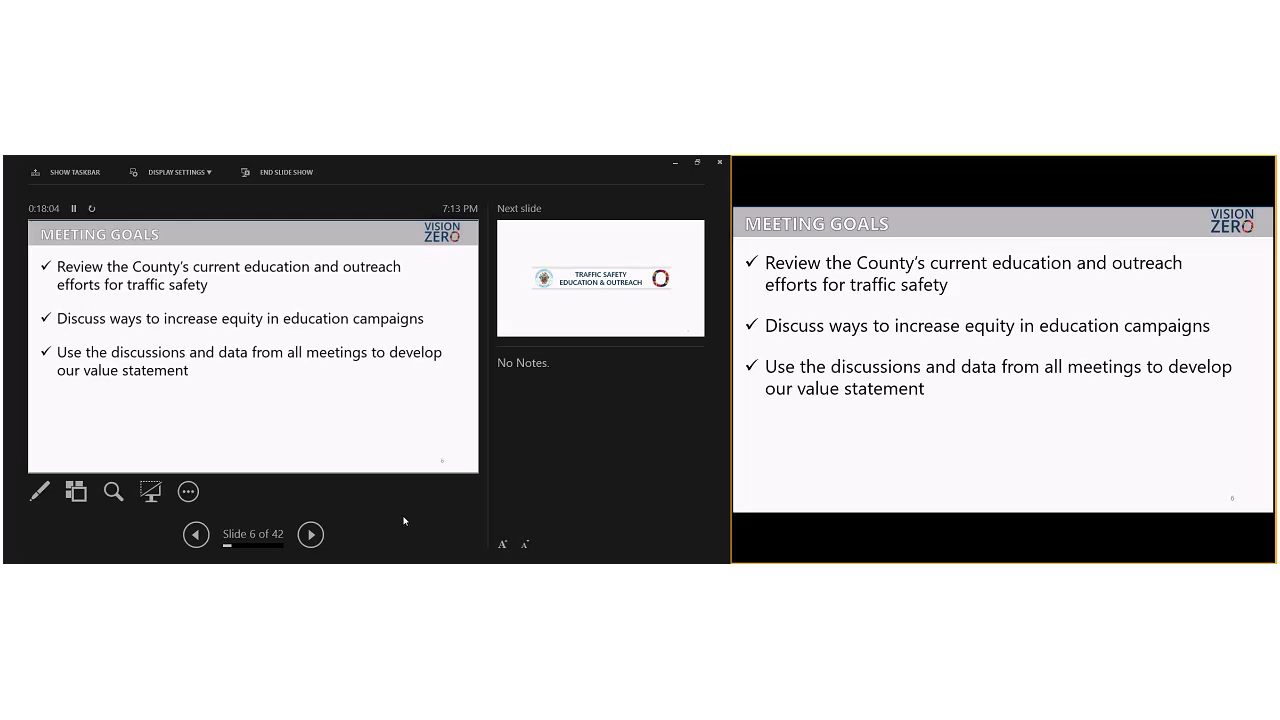 SHOW TASKBAR
DISPLAY SETTINGS ▾
END SLIDE SHOW
0:18:04
7:13 PM
MEETING GOALS
VISION
ZERO
✓ Review the County's current education and outreach
efforts for traffic safety
✓ Discuss ways to increase equity in education campaigns
✓ Use the discussions and data from all meetings to develop
our value statement
6
Slide 6 of 42
Next slide
TRAFFIC SAFETY
EDUCATION & OUTREACH
No Notes.
A A
MEETING GOALS
VISION
ZERO
✓ Review the County's current education and outreach
efforts for traffic safety
✓ Discuss ways to increase equity in education campaigns
✓ Use the discussions and data from all meetings to develop
our value statement
6